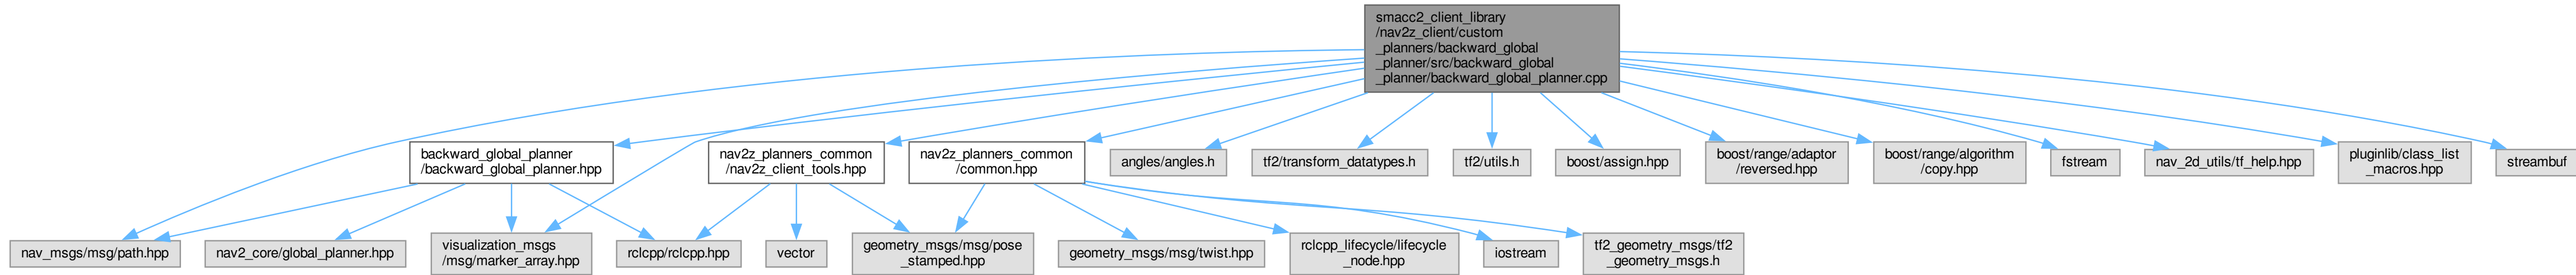 smacc2_client_library
/nav2z_client/custom
_planners/backward_global
_planner/src/backward_global
_planner/backward_global_planner.cpp
backward_global_planner
/backward_global_planner.hpp
nav2z_planners_common
/nav2z_client_tools.hpp
nav2z_planners_common
/common.hpp
angles/angles.h
tf2/transform_datatypes.h
tf2/utils.h
boost/assign.hpp
boost/range/adaptor
/reversed.hpp
boost/range/algorithm
/copy.hpp
fstream
nav_2d_utils/tf_help.hpp
pluginlib/class_list
_macros.hpp
streambuf
nav_msgs/msg/path.hpp
nav2_core/global_planner.hpp
visualization_msgs
/msg/marker_array.hpp
rclcpp/rclcpp.hpp
vector
geometry_msgs/msg/pose
_stamped.hpp
geometry_msgs/msg/twist.hpp
rclcpp_lifecycle/lifecycle
_node.hpp
iostream
tf2_geometry_msgs/tf2
_geometry_msgs.h